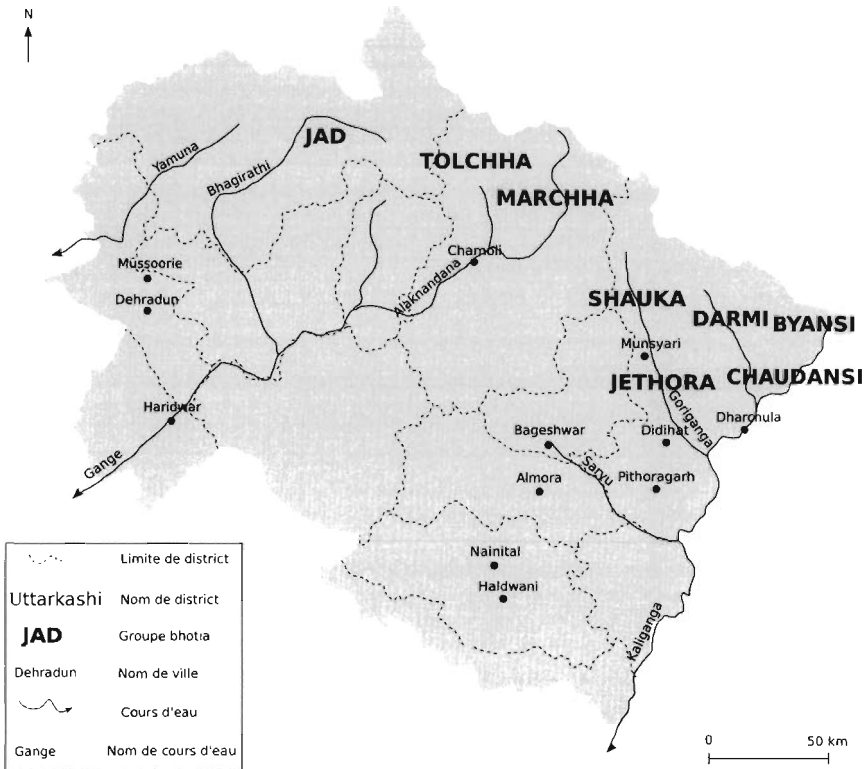 N
JAD
Yamuna
TOLCHHA
Bhagirathi
MARCHHA
Chamoli
Mussoorie
Alaknandana
Dehradun
SHAUKA
DARMI
BYANSI
Munsyari
JETHORA
CHAUDANSI
Haridwar
Goriganga
Dharchula
Bageshwar
Didihat
Gange
Saryu
Almora
Pithoragarh
Nainital
Haldwani
Kaliganga
Limite de district
Uttarkashi Nom de district
JAD Groupe bhotia
Dehradun Nom de ville
Cours d'eau
Gange Nom de cours d'eau
0 50 km